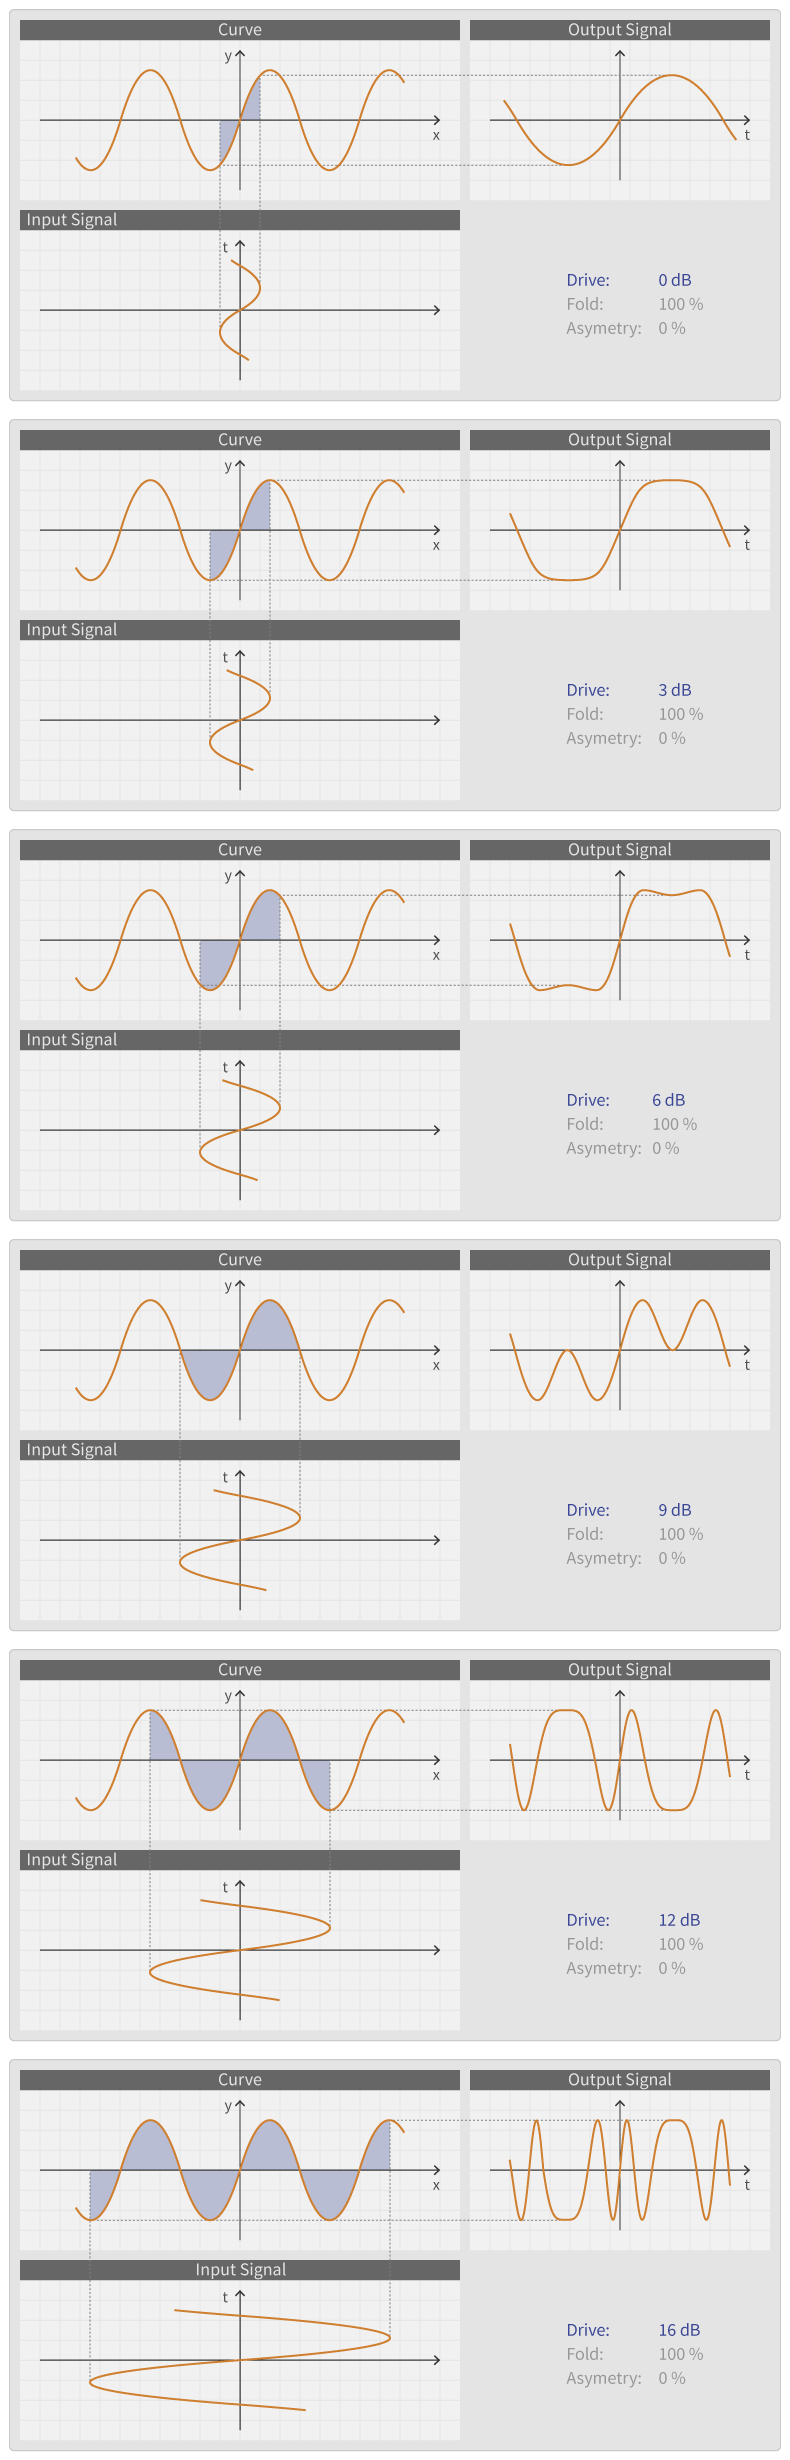 Curve
Output Signal
y
x
t
Input Signal
t
Drive: 0 dB
Fold: 100 %
Asymetry: 0 %
Curve
Output Signal
y
x
t
Input Signal
t
Drive: 3 dB
Fold: 100 %
Asymetry: 0 %
Curve
Output Signal
y
x
t
Input Signal
t
Drive: 6 dB
Fold: 100 %
Asymetry: 0 %
Curve
Output Signal
y
x
t
Input Signal
t
Drive: 9 dB
Fold: 100 %
Asymetry: 0 %
Curve
Output Signal
y
x
t
Input Signal
t
Drive: 12 dB
Fold: 100 %
Asymetry: 0 %
Curve
Output Signal
y
x
t
Input Signal
t
Drive: 16 dB
Fold: 100 %
Asymetry: 0 %